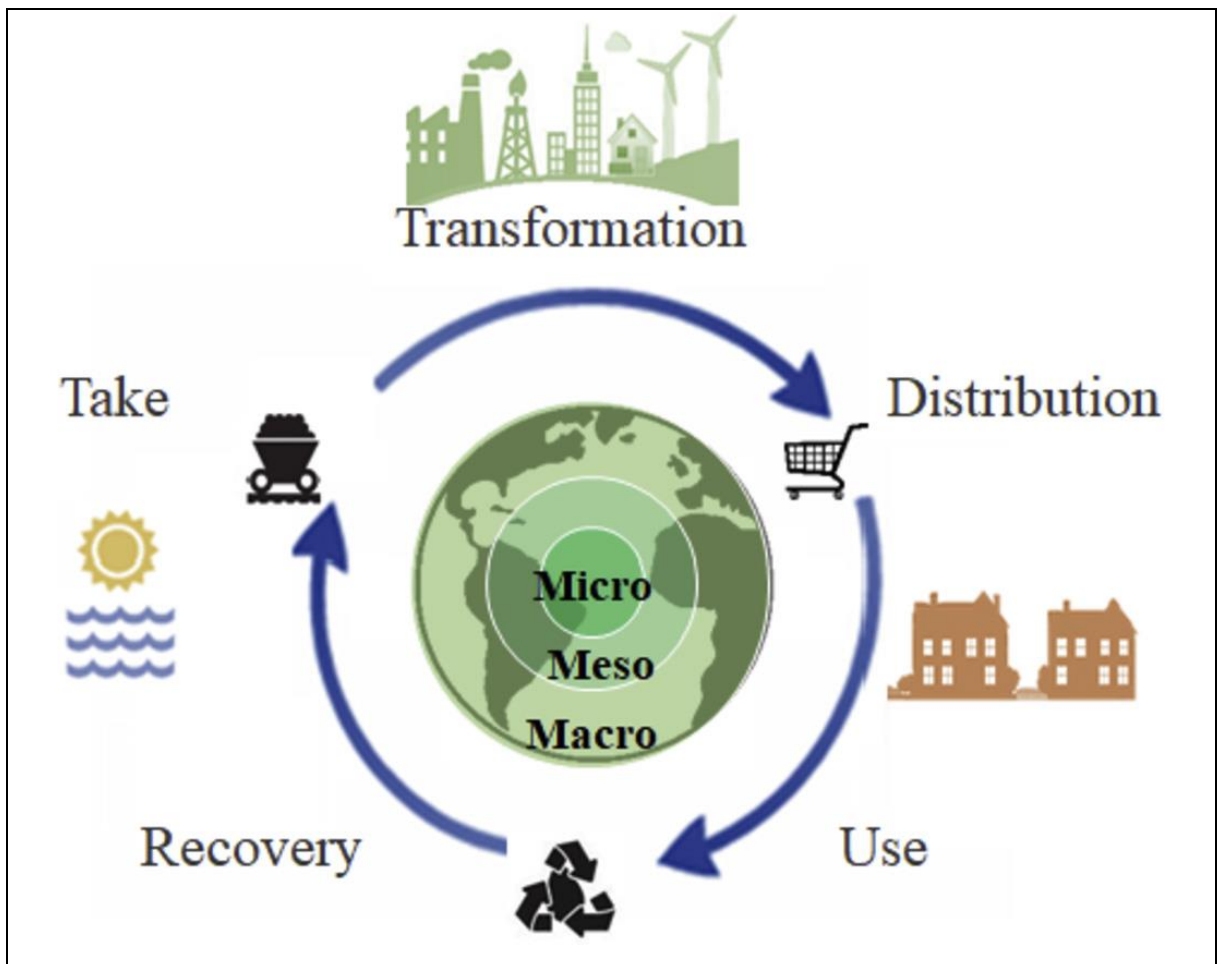 Transformation
Take
Distribution
Micro
Meso
Macro
Recovery
Use